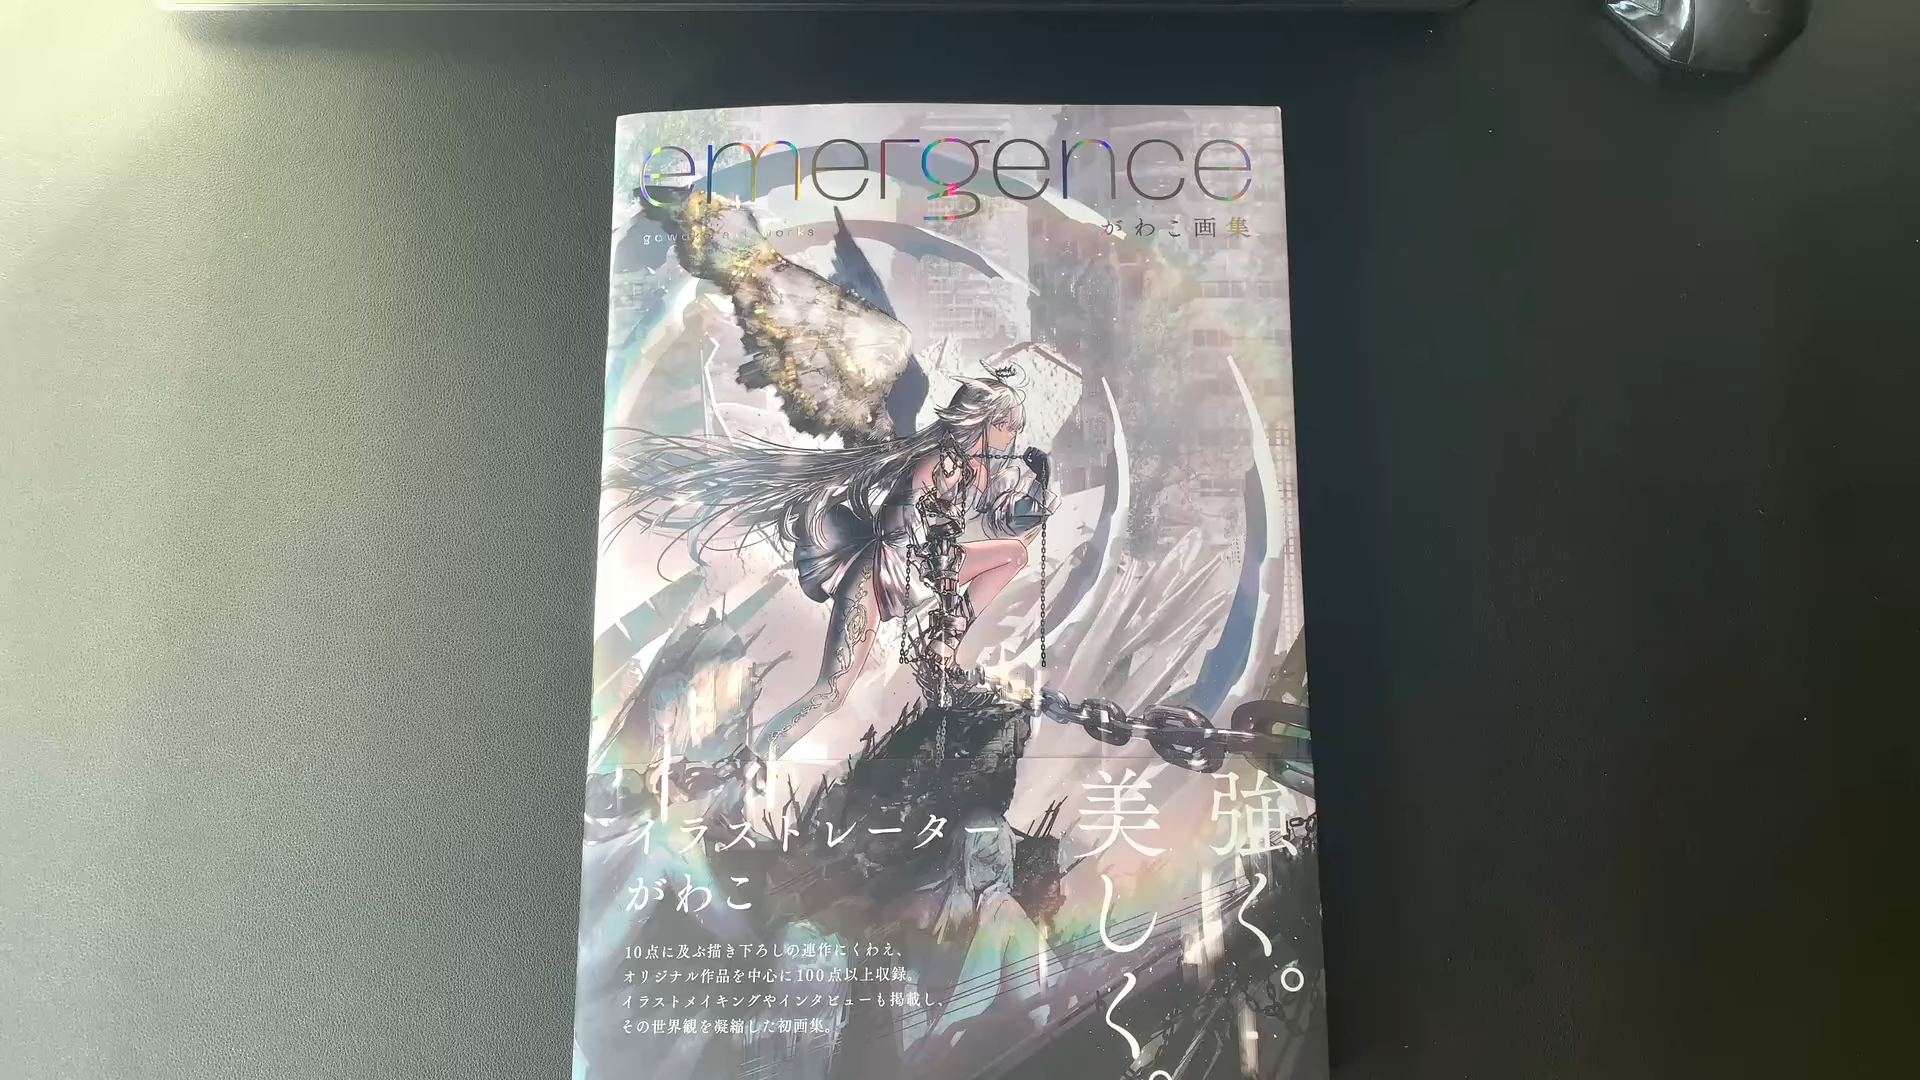 emergence
gawako art works
がわこ画集
強く。
美しく。
イラストレーター
がわこ
10点に及ぶ描き下ろしの連作にくわえ、
オリジナル作品を中心に100点以上収録。
イラストメイキングやインタビューも掲載し、
その世界観を凝縮した初画集。